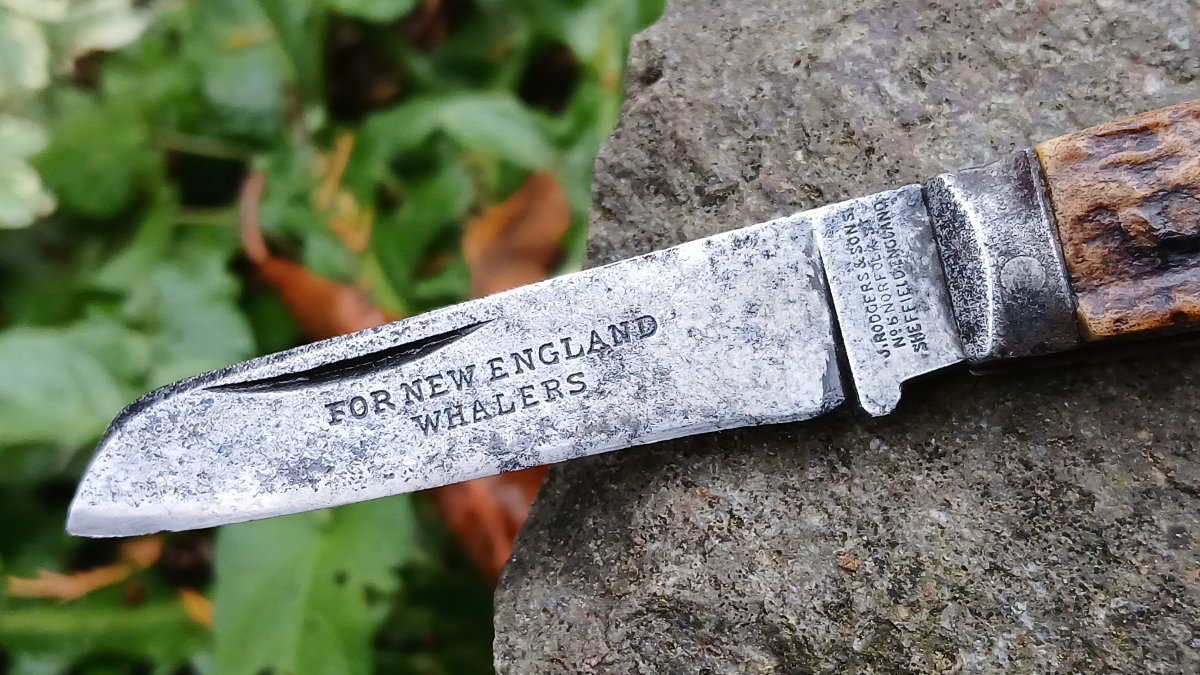 FOR NEW ENGLAND
WHALERS
J.RODGERS & SONS.
Nº6 NORFOLK ST
SHEFFIELD ENGLAND